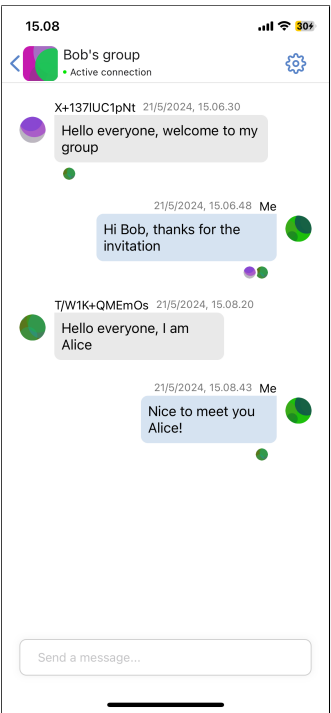 15.08
30
Bob's group
Active connection
X+137IUC1pNt 21/5/2024, 15.06.30
Hello everyone, welcome to my
group
21/5/2024, 15.06.48 Me
Hi Bob, thanks for the
invitation
T/W1K+QMEmOs 21/5/2024, 15.08.20
Hello everyone, I am
Alice
21/5/2024, 15.08.43 Me
Nice to meet you
Alice!
Send a message...